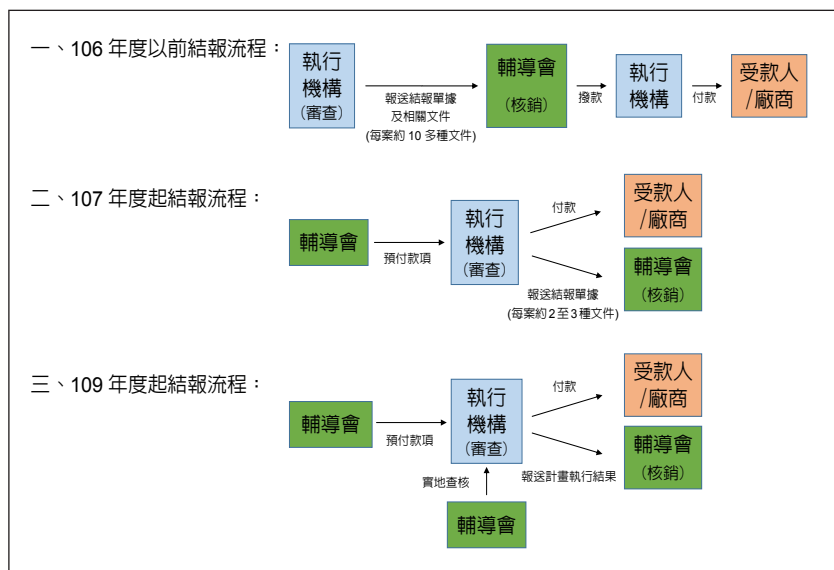 一、106 年度以前結報流程：
執行
機構
(審查)
報送結報單據
及相關文件
(每案約 10 多種文件)
輔導會
(核銷)
撥款
執行
機構
付款
受款人
/廠商
二、107 年度起結報流程：
輔導會
預付款項
執行
機構
(審查)
付款
受款人
/廠商
報送結報單據
(每案約 2 至 3 種文件)
輔導會
(核銷)
三、109 年度起結報流程：
輔導會
預付款項
執行
機構
(審查)
付款
受款人
/廠商
報送計畫執行結果
輔導會
(核銷)
實地查核
輔導會